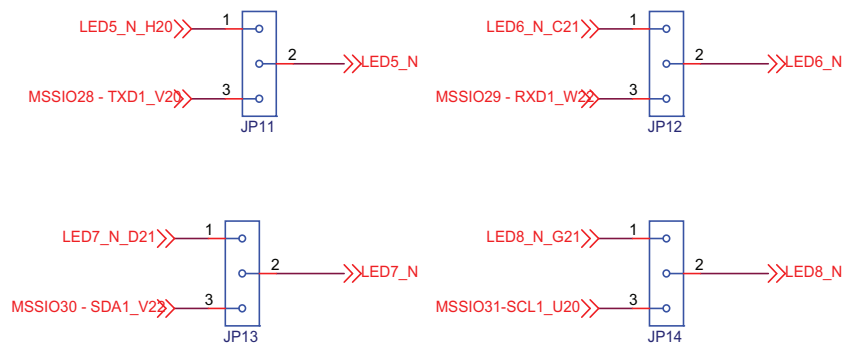 LED5_N_H20 1
2 LED5_N
MSSIO28 - TXD1_V20 3
JP11
LED6_N_C21 1
2 LED6_N
MSSIO29 - RXD1_W22 3
JP12
LED7_N_D21 1
2 LED7_N
MSSIO30 - SDA1_V22 3
JP13
LED8_N_G21 1
2 LED8_N
MSSIO31-SCL1_U20 3
JP14